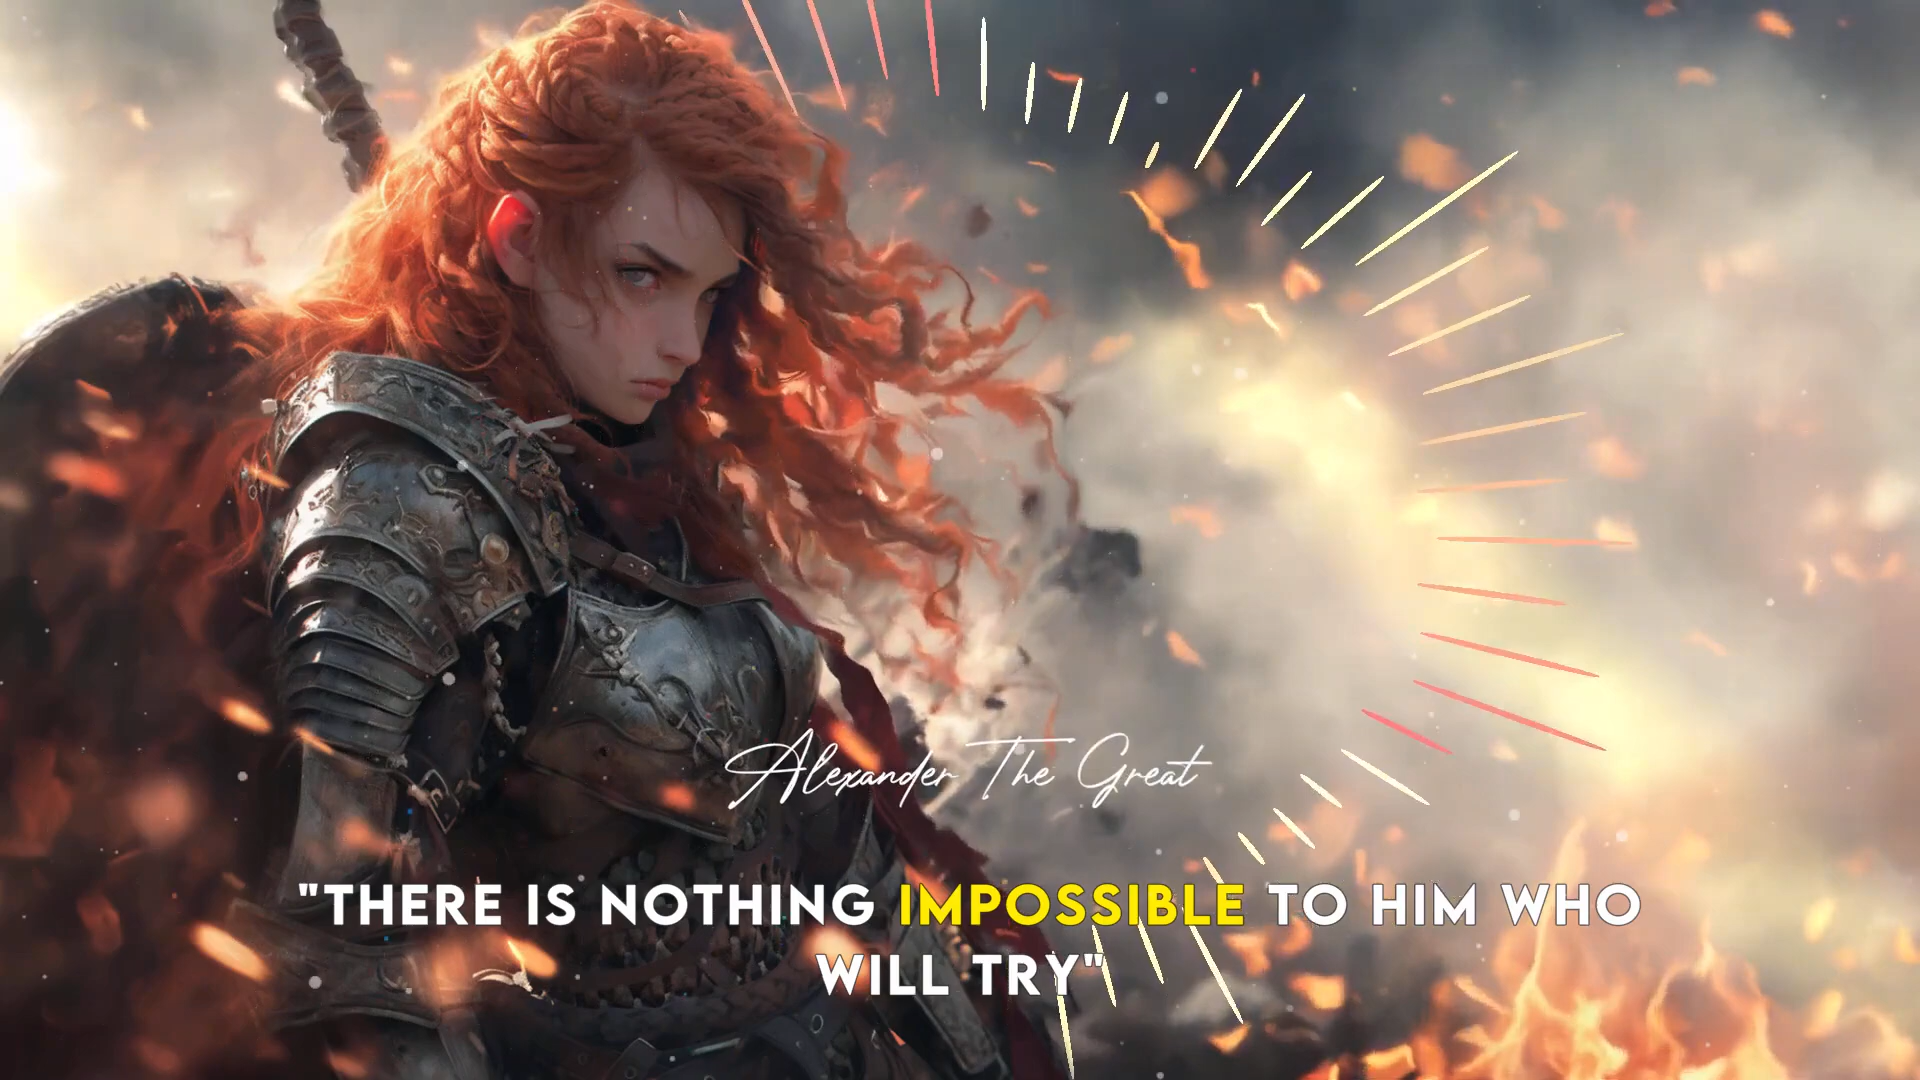 Alexander The Great
"THERE IS NOTHING IMPOSSIBLE TO HIM WHO
WILL TRY"